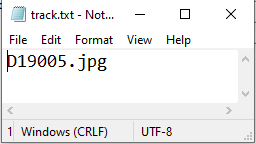 track.txt - Not...
File Edit Format View Help
D19005.jpg
1 Windows (CRLF) UTF-8